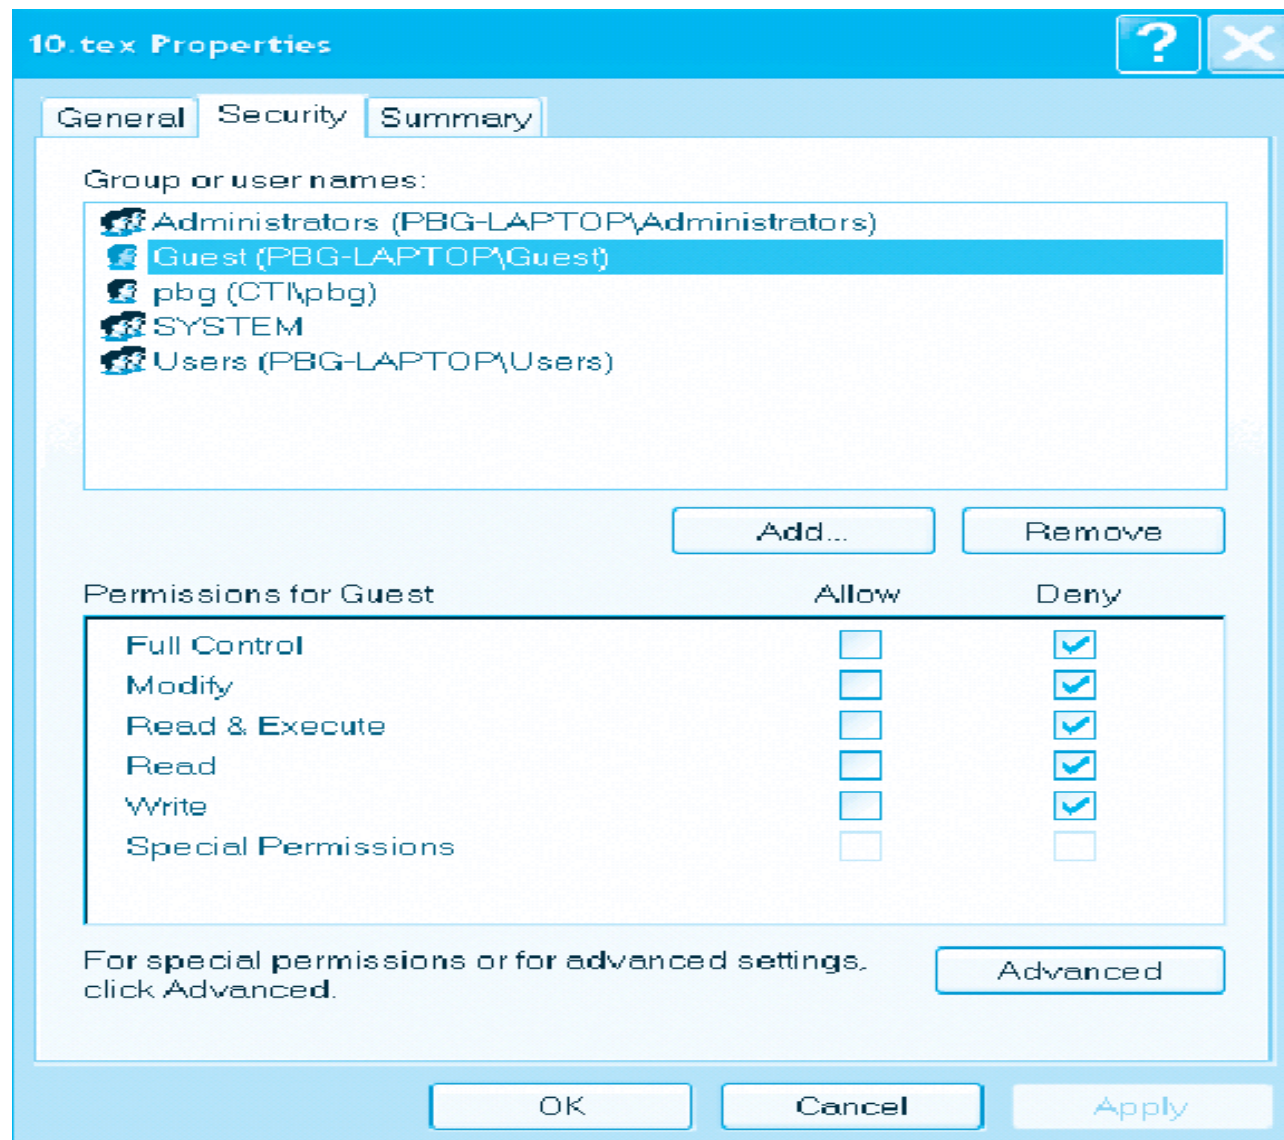 10.tex Properties
?
General Security Summary
Group or user names:
Administrators (PBG-LAPTOP\Administrators)
Guest (PBG-LAPTOP\Guest)
pbg (CTI\pbg)
SYSTEM
Users (PBG-LAPTOP\Users)
Add... Remove
Permissions for Guest Allow Deny
Full Control
Modify
Read & Execute
Read
Write
Special Permissions
For special permissions or for advanced settings,
click Advanced.
Advanced
OK Cancel Apply